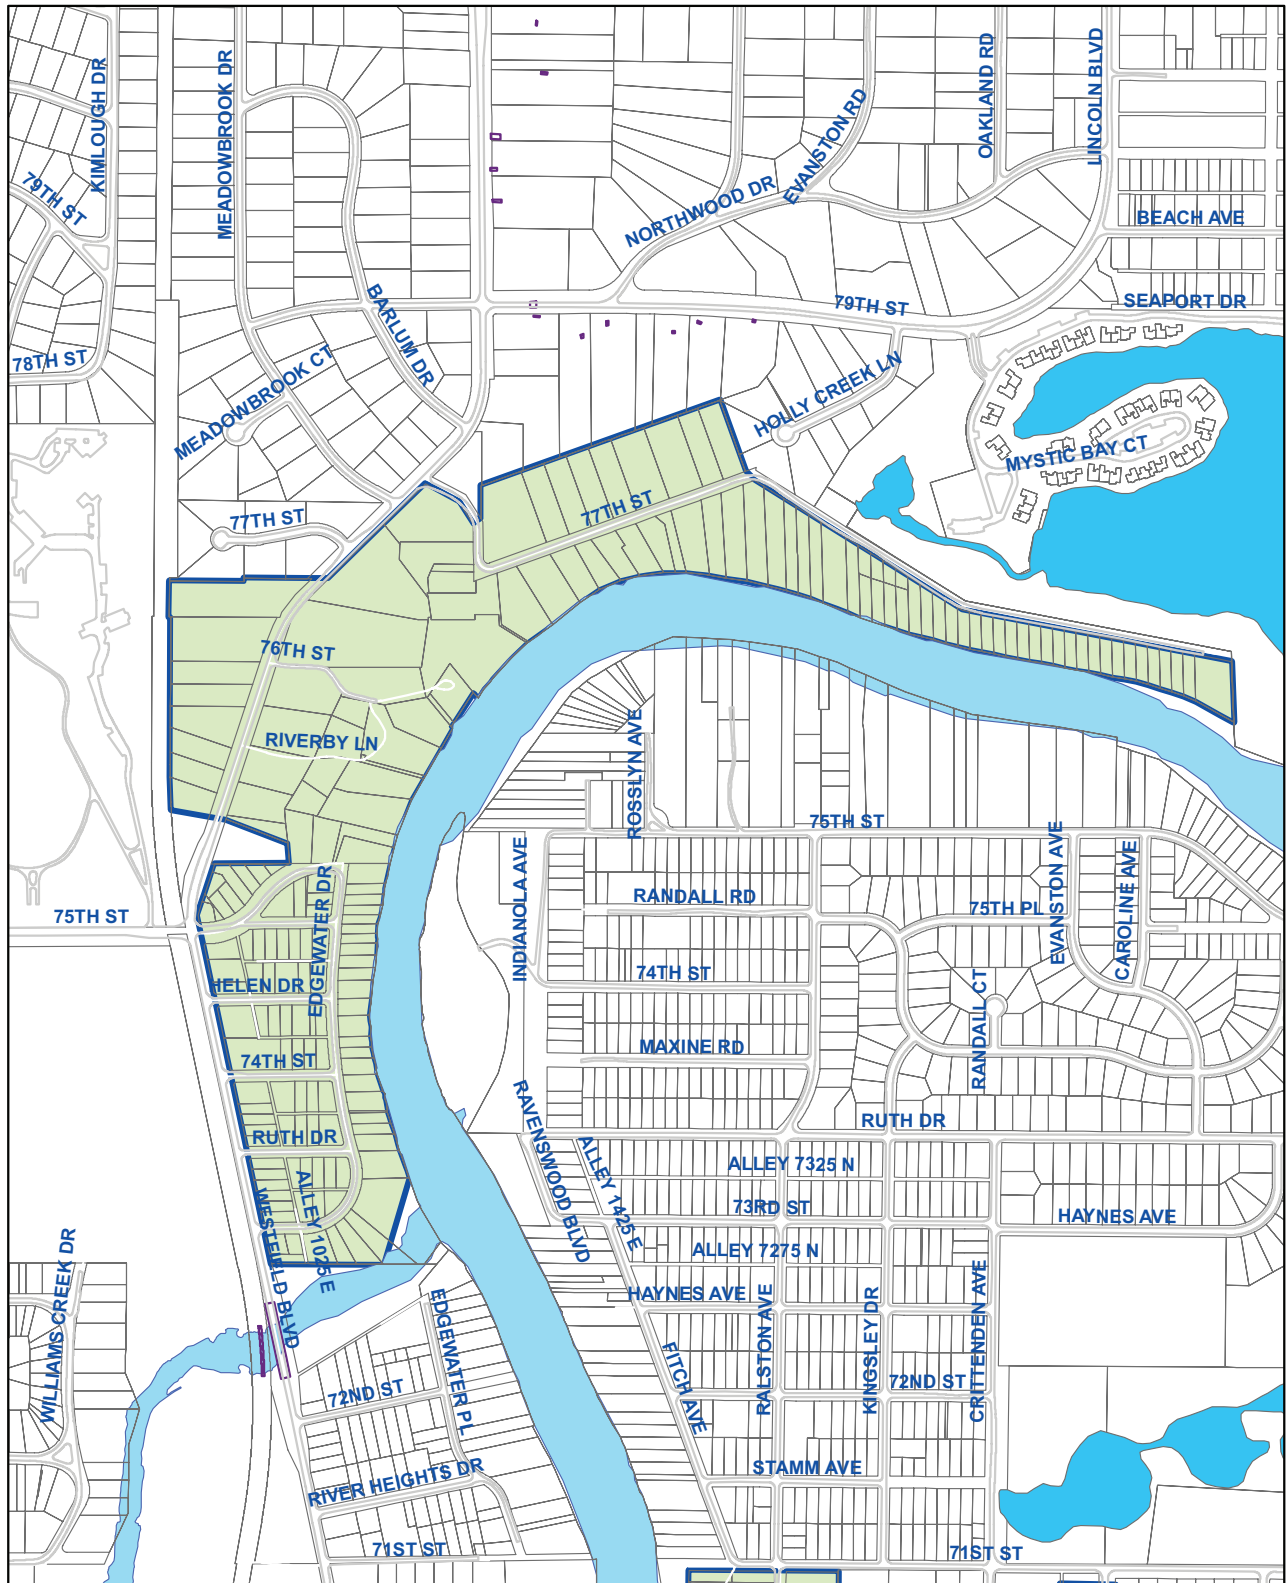 KIMLOUGH DR
MEADOWBROOK DR
OAKLAND RD
LINCOLN BLVD
EVANSTON RD
79TH ST
NORTHWOOD DR
BEACH AVE
SEAPORT DR
79TH ST
BARLUM DR
78TH ST
MEADOWBROOK CT
HOLLY CREEK LN
MYSTIC BAY CT
77TH ST
77TH ST
76TH ST
RIVERBY LN
ROSSLYN AVE
75TH ST
INDIANOLA AVE
EDGEWATER DR
RANDALL RD
75TH PL
EVANSTON AVE
CAROLINE AVE
75TH ST
HELEN DR
74TH ST
RANDALL CT
74TH ST
MAXINE RD
RUTH DR
RAVENSWOOD BLVD
ALLEY 1425 E
RUTH DR
ALLEY 7325 N
ALLEY 1025 E
WESTFIELD BLVD
73RD ST
HAYNES AVE
ALLEY 7275 N
WILLIAMS CREEK DR
HAYNES AVE
EDGEWATER PL
RALSTON AVE
KINGSLEY DR
CRITTENDEN AVE
FITCH AVE
72ND ST
72ND ST
STAMM AVE
RIVER HEIGHTS DR
71ST ST
71ST ST